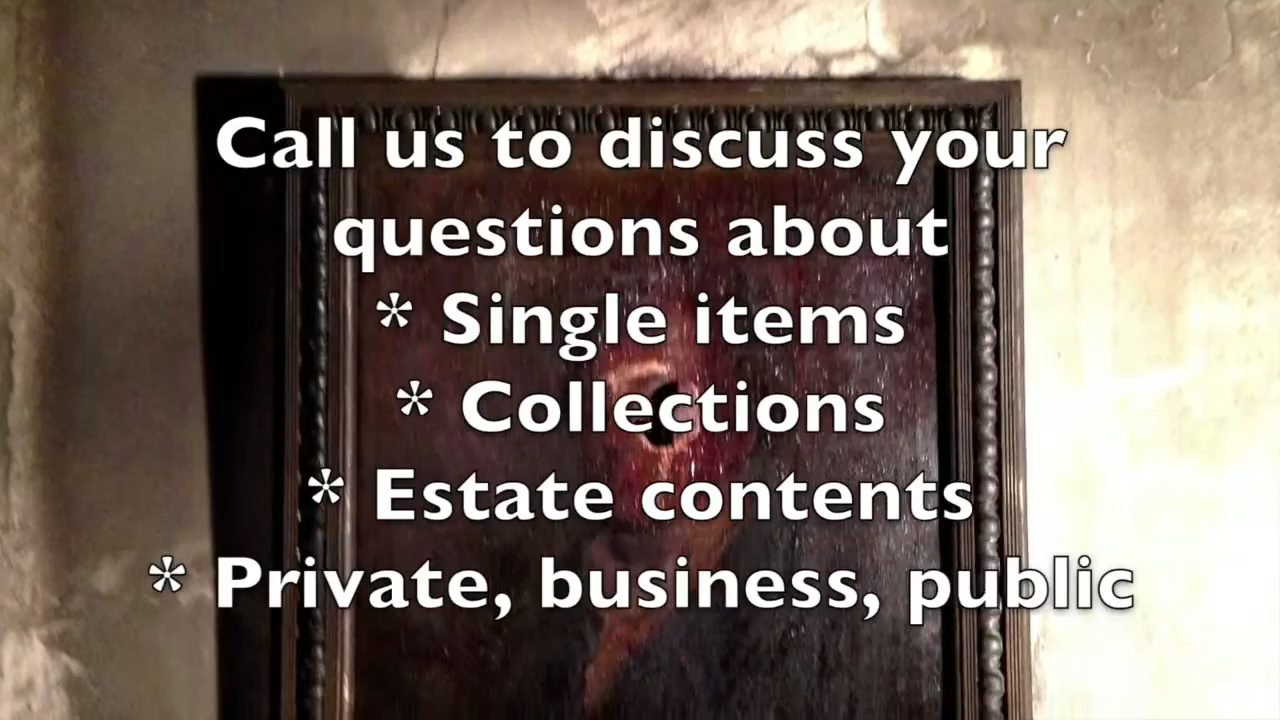 Call us to discuss your
questions about
* Single items
* Collections
* Estate contents
* Private, business, public